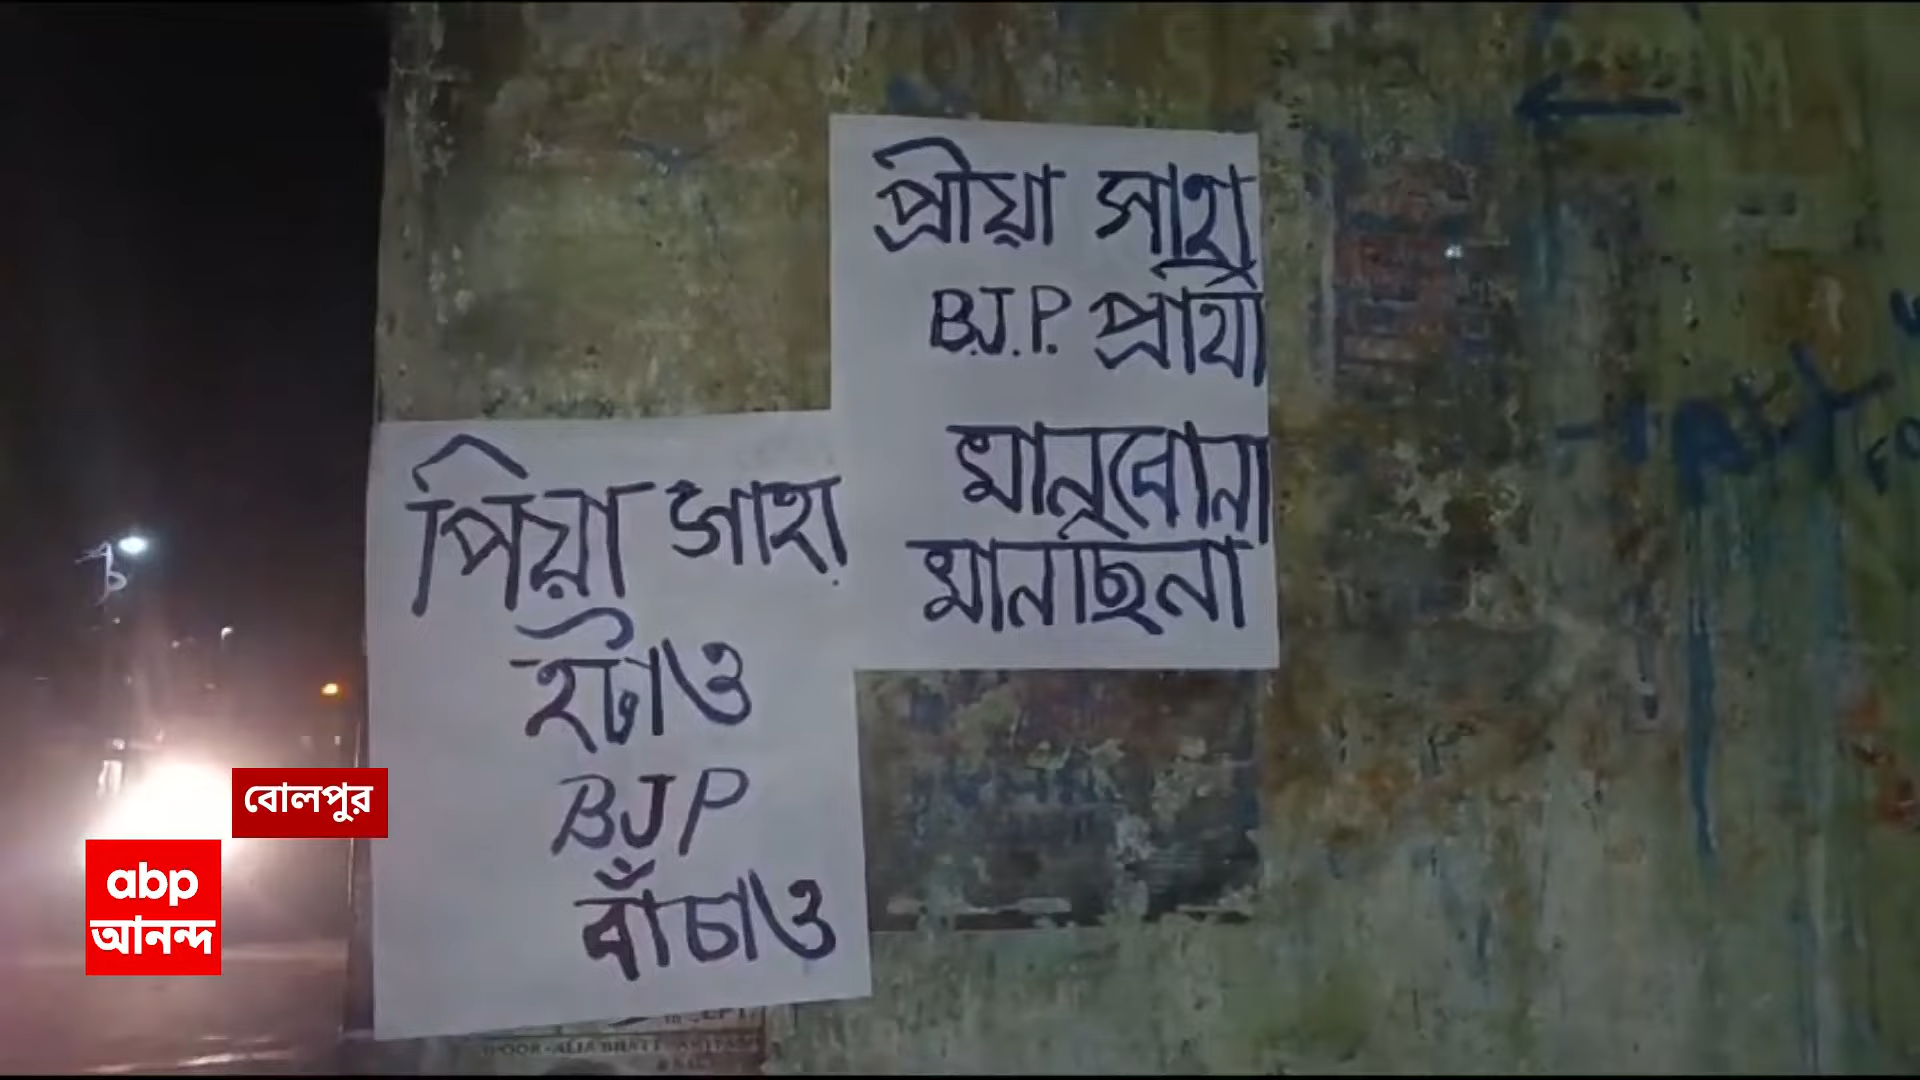 প্রীয়া সাহা
B.J.P. প্রার্থী
মানবোনা
মানছিনা
পিয়া সাহা
হটাও
BJP
বাঁচাও
বোলপুর
abp
আনন্দ